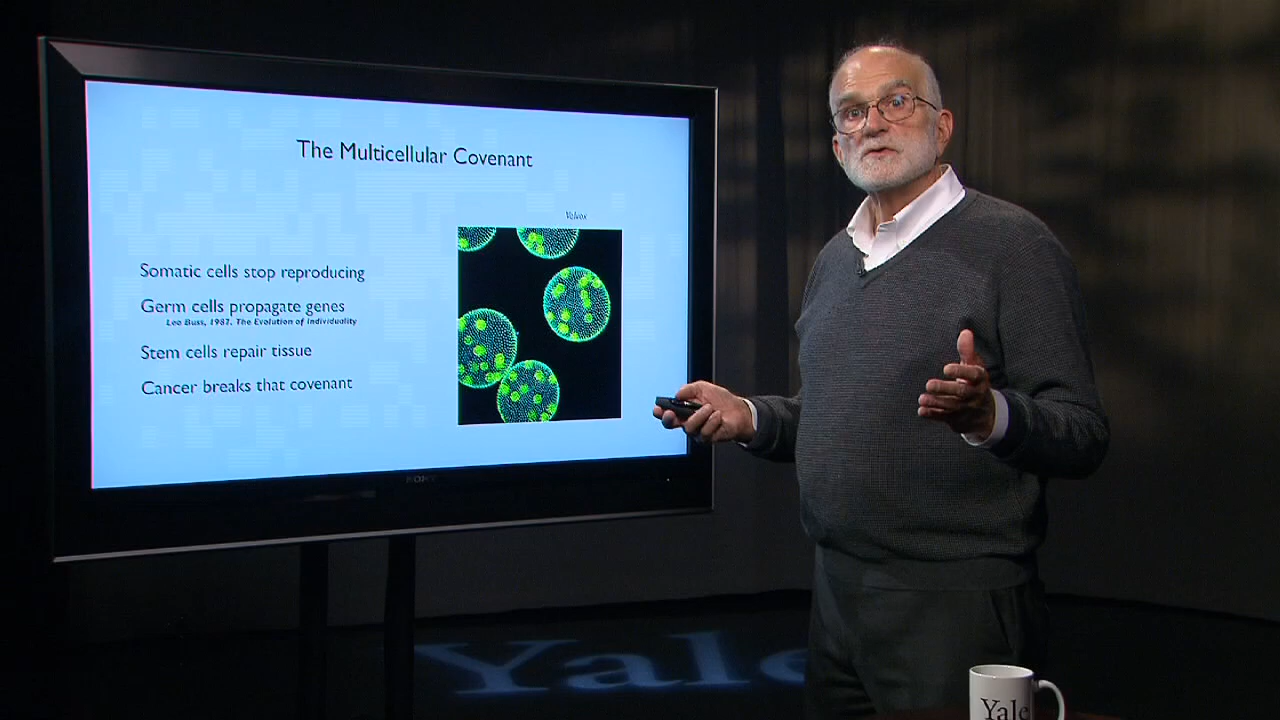 The Multicellular Covenant
Volvox
Somatic cells stop reproducing
Germ cells propagate genes
Leo Buss, 1987. The Evolution of Individuality
Stem cells repair tissue
Cancer breaks that covenant
SONY
Yale
Yale